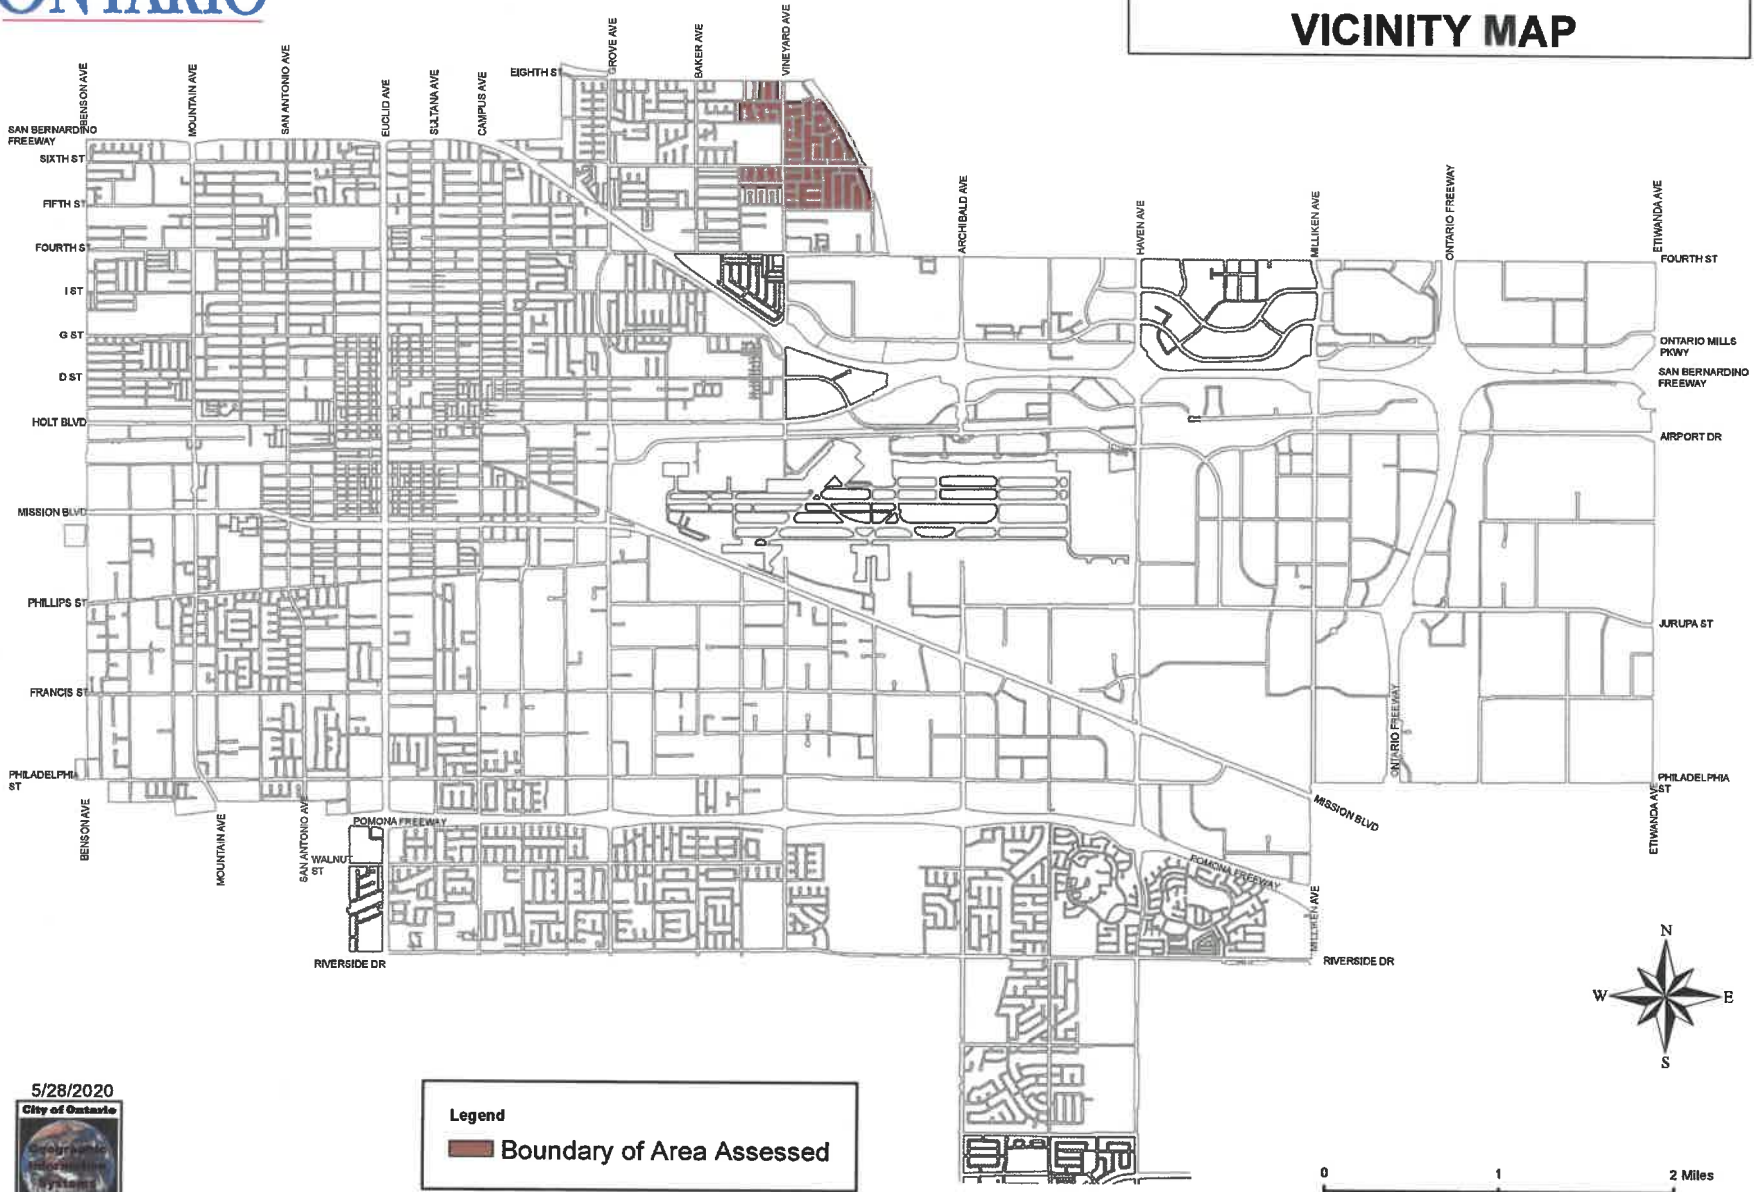 ONTARIO
VICINITY MAP
BENSON AVE
MOUNTAIN AVE
SAN ANTONIO AVE
EUCLID AVE
SULTANA AVE
CAMPUS AVE
EIGHTH ST
GROVE AVE
BAKER AVE
VINEYARD AVE
ARCHIBALD AVE
HAVEN AVE
MILLIKEN AVE
ONTARIO FREEWAY
ETIWANDA AVE
SAN BERNARDINO
FREEWAY
SIXTH ST
FIFTH ST
FOURTH ST
I ST
G ST
D ST
HOLT BLVD
MISSION BLVD
PHILLIPS ST
FRANCIS ST
PHILADELPHIA
ST
FOURTH ST
ONTARIO MILLS
PKWY
SAN BERNARDINO
FREEWAY
AIRPORT DR
JURUPA ST
ONTARIO FREEWAY
PHILADELPHIA
ST
ETIWANDA AVE
MISSION BLVD
BENSON AVE
MOUNTAIN AVE
SAN ANTONIO AVE
POMONA FREEWAY
WALNUT
ST
POMONA FREEWAY
MILLIKEN AVE
RIVERSIDE DR
RIVERSIDE DR
N
W
E
S
5/28/2020
City of Ontario
Geographic
Information
Systems
Legend
Boundary of Area Assessed
0 1 2 Miles